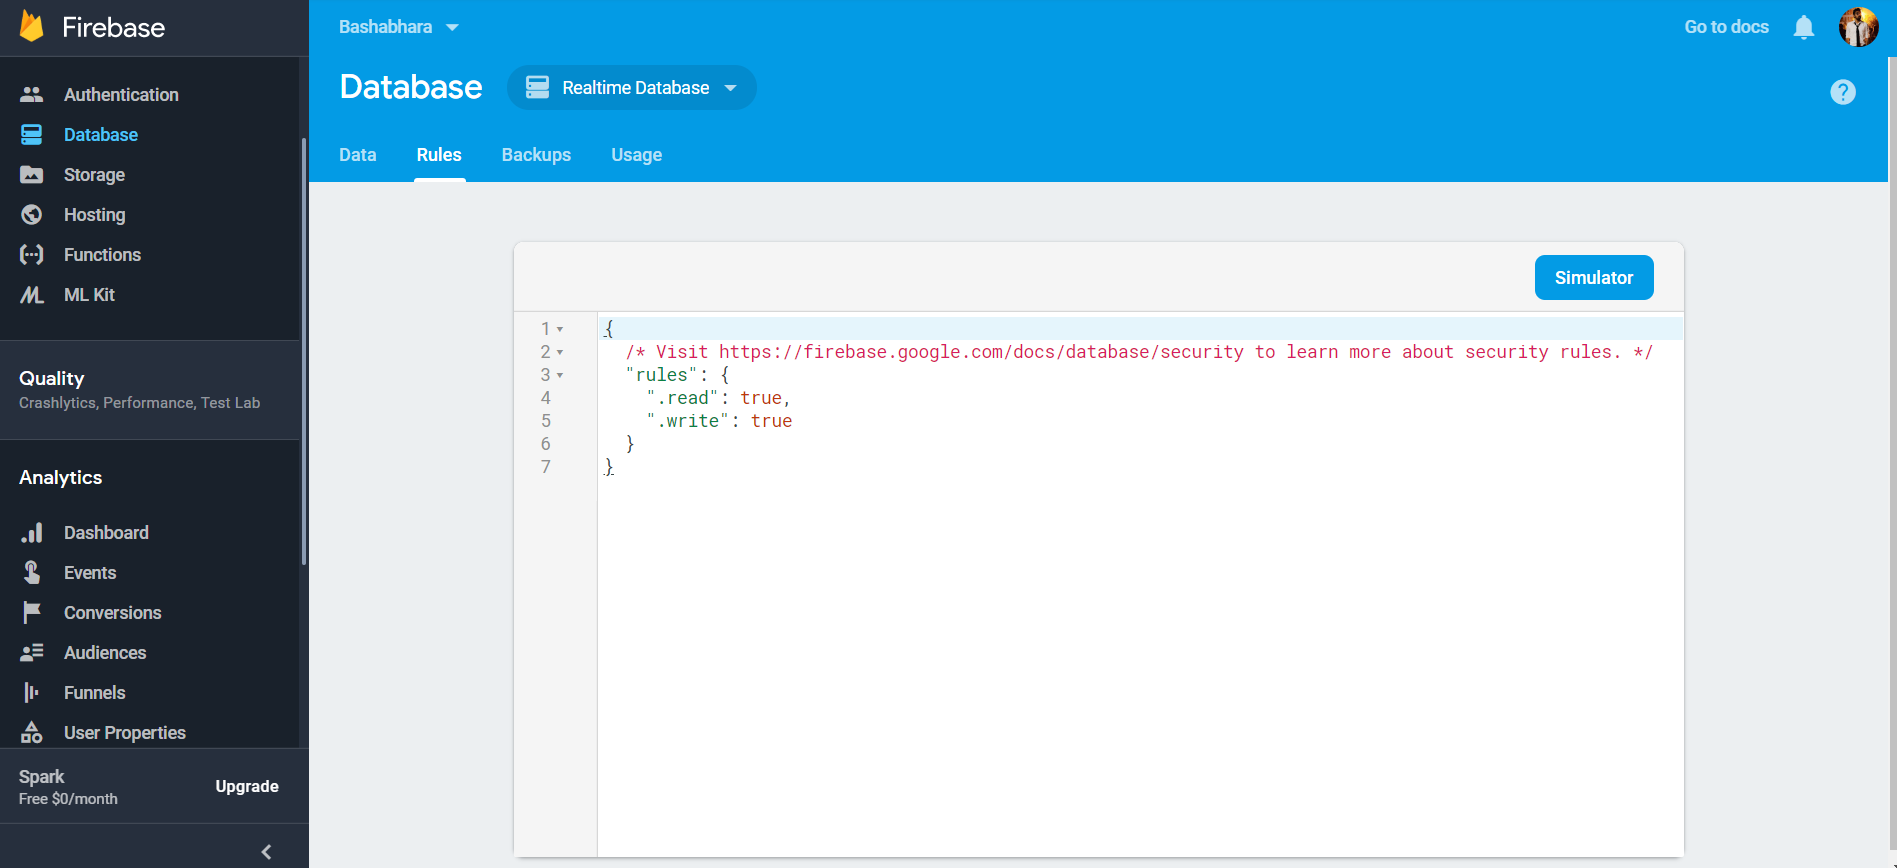 Firebase
Authentication
Database
Storage
Hosting
Functions
ML Kit
Quality
Crashlytics, Performance, Test Lab
Analytics
Dashboard
Events
Conversions
Audiences
Funnels
User Properties
Spark
Free $0/month
Upgrade
Bashabhara
Go to docs
Database
Realtime Database
Data Rules Backups Usage
Simulator
1 {
2 /* Visit https://firebase.google.com/docs/database/security to learn more about security rules. */
3 "rules": {
4 ".read": true,
5 ".write": true
6 }
7 }